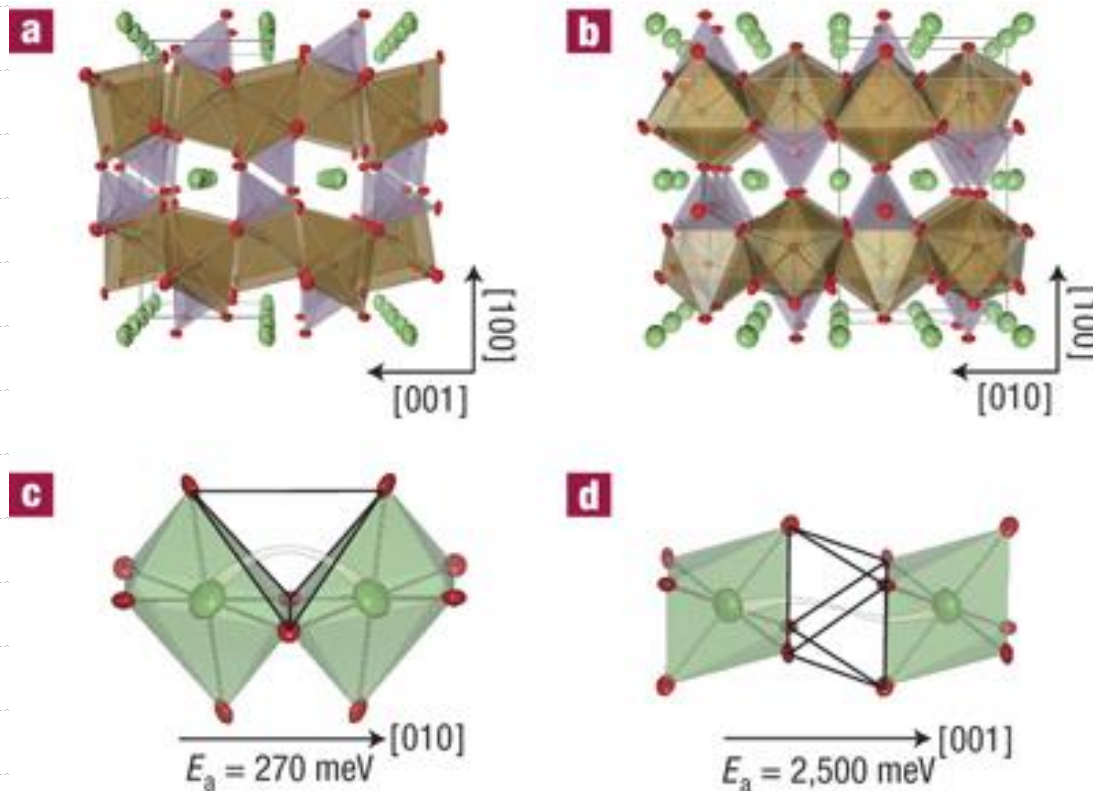 a
[100]
[001]
b
[100]
[010]
c
[010]
Ea = 270 meV
d
[001]
Ea = 2,500 meV